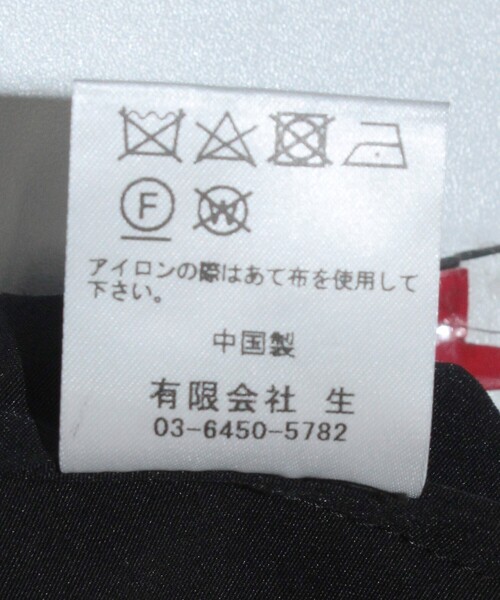 F W
アイロンの際はあて布を使用して
下さい。
中国製
有限会社 生
03-6450-5782